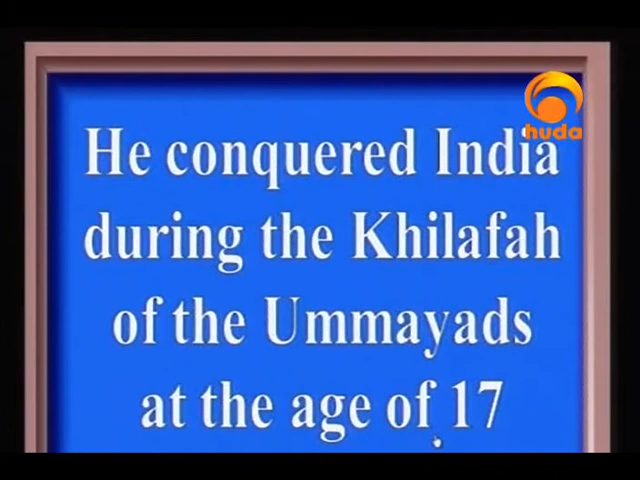 huda
He conquered India
during the Khilafah
of the Ummayads
at the age of 17